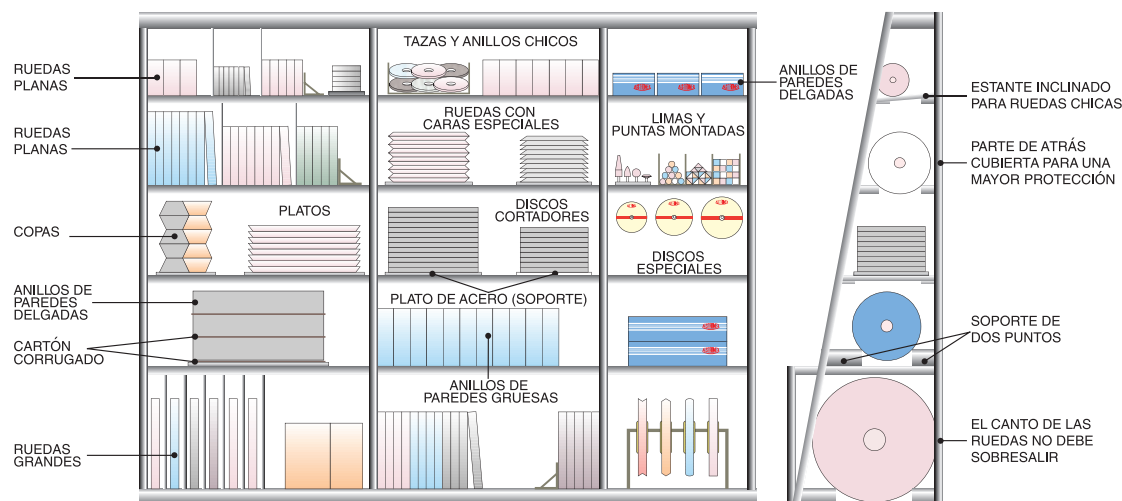 RUEDAS
PLANAS
TAZAS Y ANILLOS CHICOS
ANILLOS DE
PAREDES
DELGADAS
RUEDAS
PLANAS
RUEDAS CON
CARAS ESPECIALES
LIMAS Y
PUNTAS MONTADAS
COPAS
PLATOS
DISCOS
CORTADORES
DISCOS
ESPECIALES
ANILLOS DE
PAREDES
DELGADAS
CARTÓN
CORRUGADO
PLATO DE ACERO (SOPORTE)
ANILLOS DE
PAREDES GRUESAS
RUEDAS
GRANDES
ESTANTE INCLINADO
PARA RUEDAS CHICAS
PARTE DE ATRÁS
CUBIERTA PARA UNA
MAYOR PROTECCIÓN
SOPORTE DE
DOS PUNTOS
EL CANTO DE LAS
RUEDAS NO DEBE
SOBRESALIR